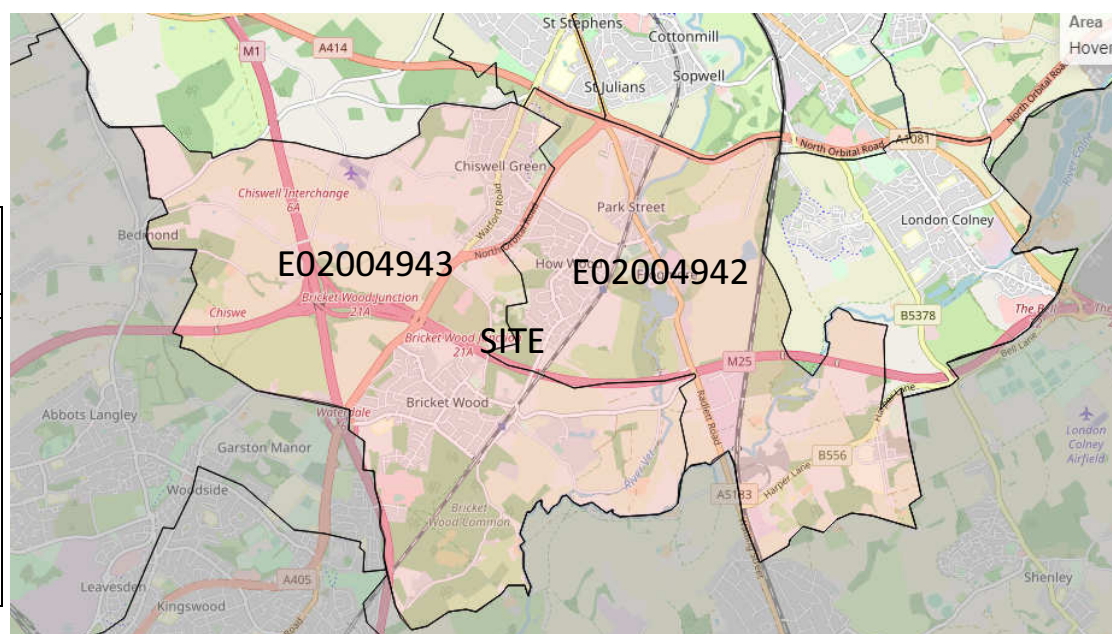 St Stephens
Area
Hover
M1
A414
Cottonmill
Sopwell
St Julians
North Orbital Road
North Orbital Road
A1081
Chiswell Green
Chiswell Interchange
6A
Watford Road
Park Street
London Colney
Bedmond
North Orbital Road
How Wood
E02004943
E02004942
Bricket Wood Junction
21A
Chiswe
B5378
The Bell
Bell Lane
Bricket Wood Junction
21A
SITE
M25
Abbots Langley
Waterdale
Bricket Wood
Radlett Road
Harper Lane
London
Colney
Airfield
Garston Manor
B556
Woodside
River Ver
Harper Lane
A5183
Bricket
Wood Common
A405
Leavesden
Kingswood
Shenley